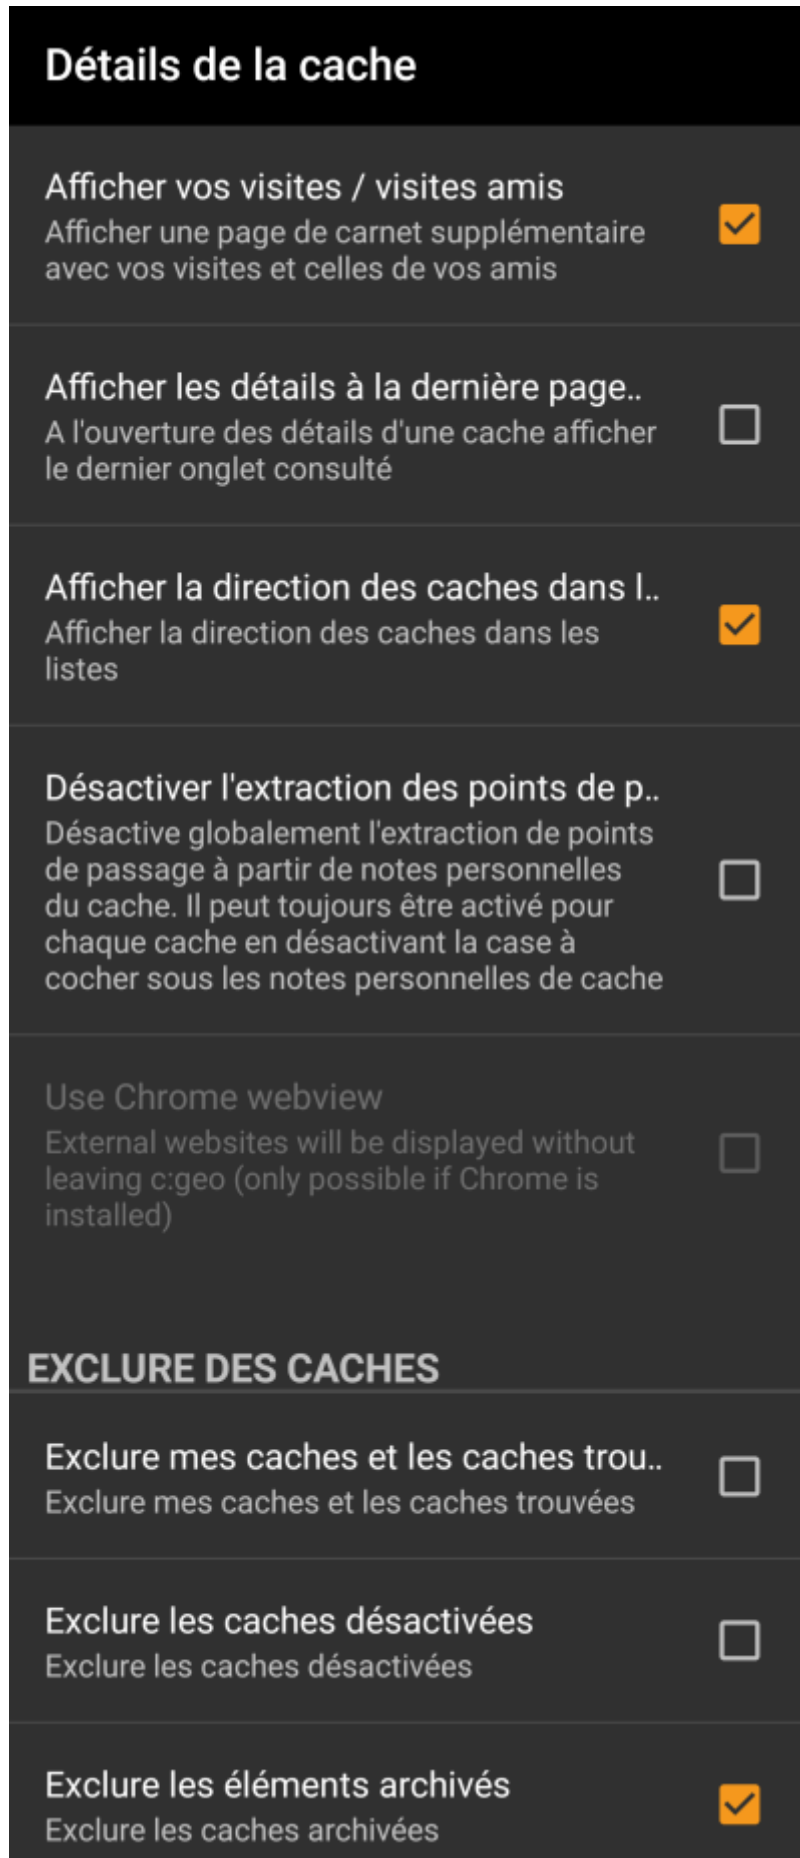 Détails de la cache
Afficher vos visites / visites amis
Afficher une page de carnet supplémentaire
avec vos visites et celles de vos amis
Afficher les détails à la dernière page..
A l'ouverture des détails d'une cache afficher
le dernier onglet consulté
Afficher la direction des caches dans l..
Afficher la direction des caches dans les
listes
Désactiver l'extraction des points de p..
Désactive globalement l'extraction de points
de passage à partir de notes personnelles
du cache. Il peut toujours être activé pour
chaque cache en désactivant la case à
cocher sous les notes personnelles de cache
Use Chrome webview
External websites will be displayed without
leaving c:geo (only possible if Chrome is
installed)
EXCLURE DES CACHES
Exclure mes caches et les caches trou..
Exclure mes caches et les caches trouvées
Exclure les caches désactivées
Exclure les caches désactivées
Exclure les éléments archivés
Exclure les caches archivées